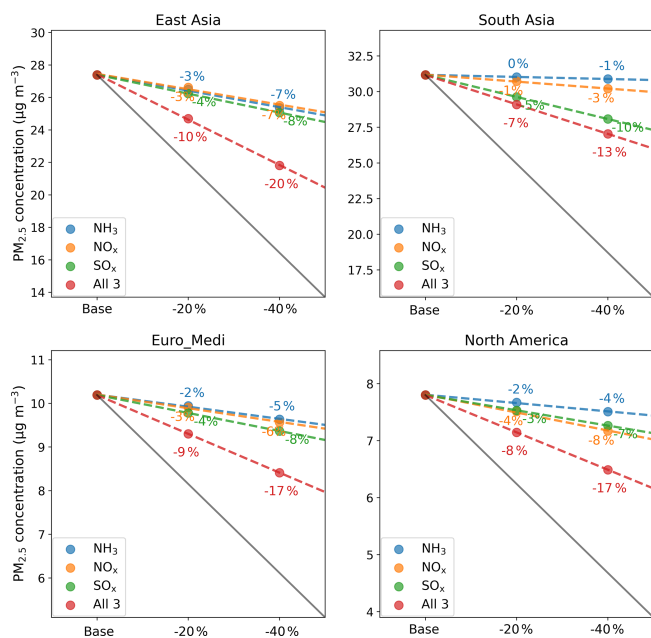 East Asia
PM2.5 concentration (µg m−3)
30
28
26
24
22
20
18
16
14
-3%
-3%
-4%
-10%
-7%
-7%
-8%
-20%
NH3
NOx
SOx
All 3
Base
-20%
-40%
South Asia
32.5
30.0
27.5
25.0
22.5
20.0
17.5
0%
-1%
-5%
-7%
-1%
-3%
-10%
-13%
NH3
NOx
SOx
All 3
Base
-20%
-40%
Euro_Medi
PM2.5 concentration (µg m−3)
11
10
9
8
7
6
-2%
-3%
-4%
-9%
-5%
-6%
-8%
-17%
NH3
NOx
SOx
All 3
Base
-20%
-40%
North America
8
7
6
5
4
-2%
-4%
-3%
-8%
-4%
-8%
-7%
-17%
NH3
NOx
SOx
All 3
Base
-20%
-40%